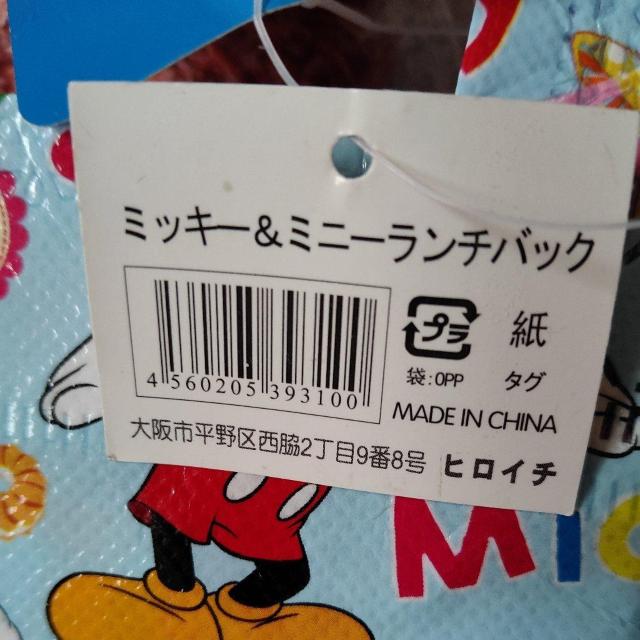 ミッキー&ミニーランチバック
4 560205 393100
プラ
袋:OPP
紙
タグ
MADE IN CHINA
大阪市平野区西脇2丁目9番8号 ヒロイチ
MIC